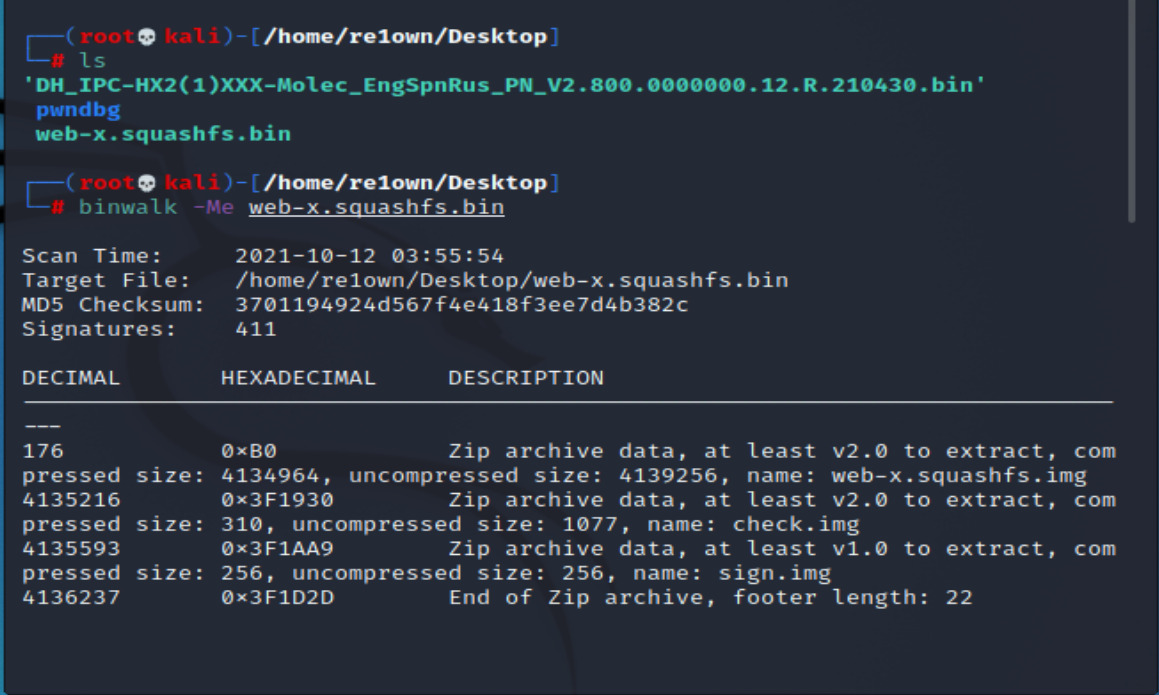 ┌──(root💀kali)-[/home/re1own/Desktop]
└─# ls
'DH_IPC-HX2(1)XXX-Molec_EngSpnRus_PN_V2.800.0000000.12.R.210430.bin'
pwndbg
web-x.squashfs.bin
┌──(root💀kali)-[/home/re1own/Desktop]
└─# binwalk -Me web-x.squashfs.bin
Scan Time:     2021-10-12 03:55:54
Target File:   /home/re1own/Desktop/web-x.squashfs.bin
MD5 Checksum:  3701194924d567f4e418f3ee7d4b382c
Signatures:    411
DECIMAL       HEXADECIMAL     DESCRIPTION
---
176           0×B0            Zip archive data, at least v2.0 to extract, com
pressed size: 4134964, uncompressed size: 4139256, name: web-x.squashfs.img
4135216       0×3F1930        Zip archive data, at least v2.0 to extract, com
pressed size: 310, uncompressed size: 1077, name: check.img
4135593       0×3F1AA9        Zip archive data, at least v1.0 to extract, com
pressed size: 256, uncompressed size: 256, name: sign.img
4136237       0×3F1D2D        End of Zip archive, footer length: 22